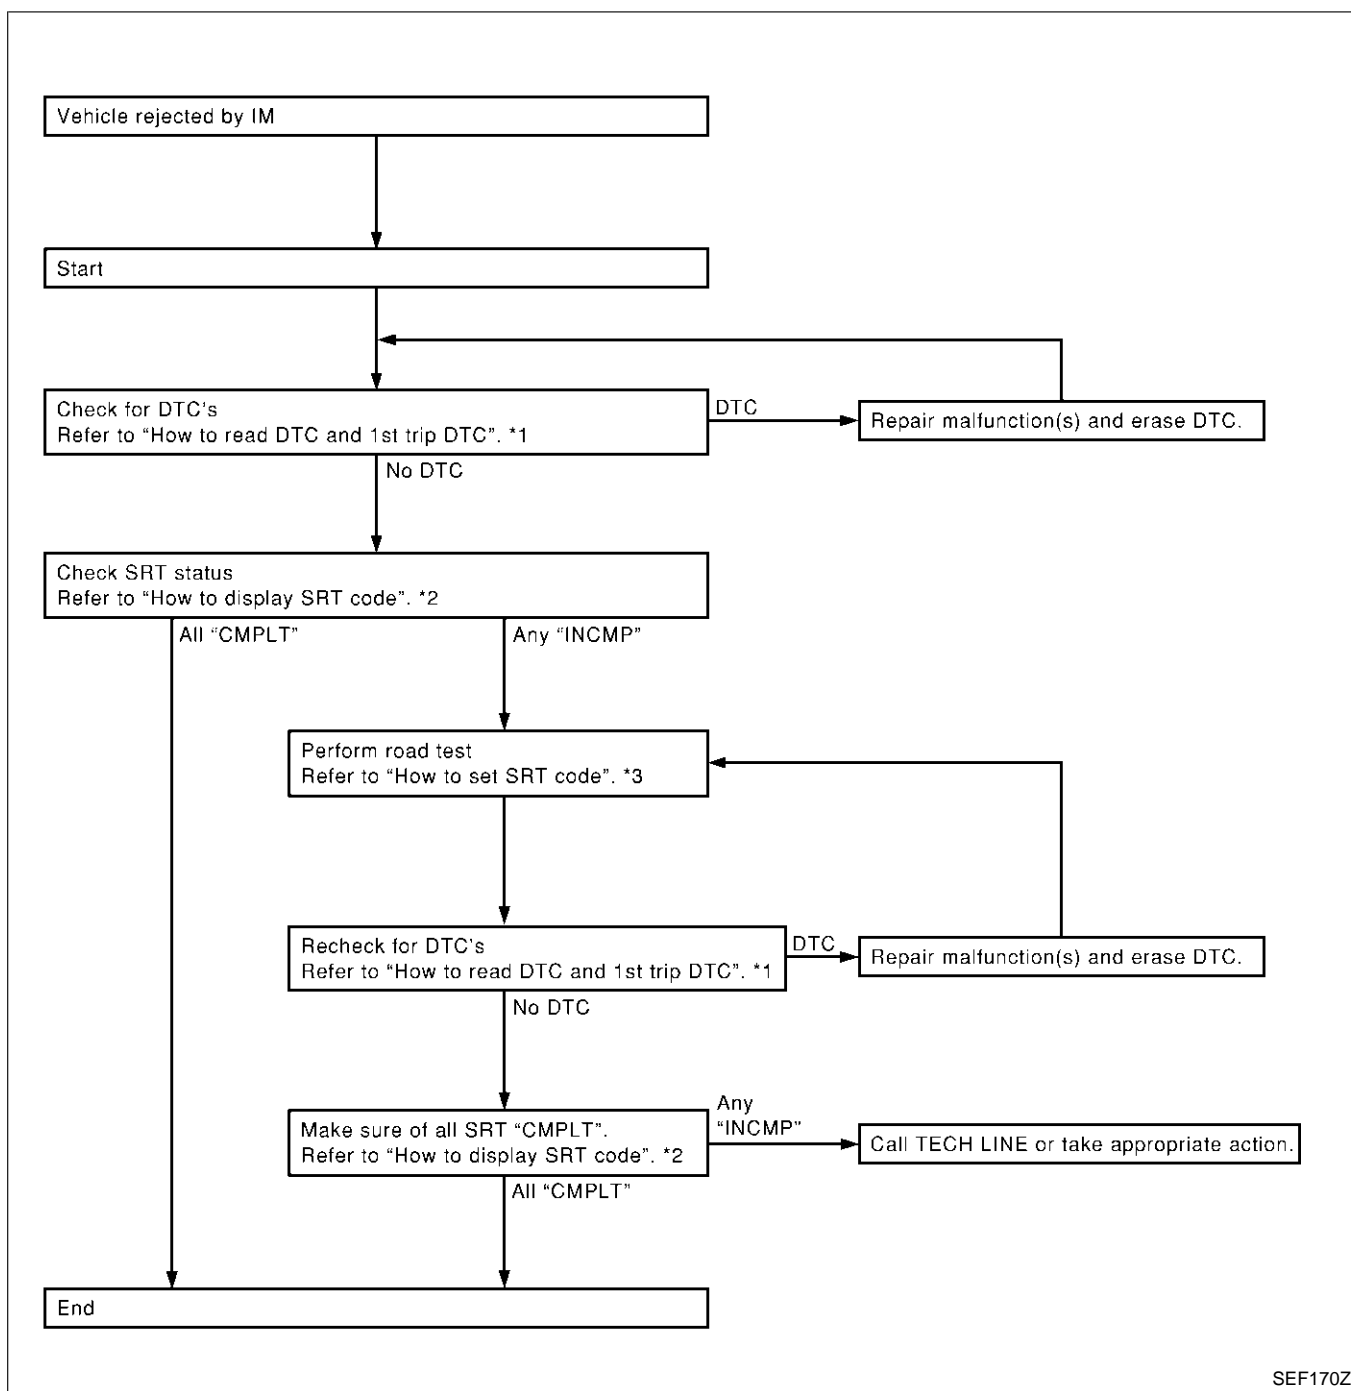 Vehicle rejected by IM
Start
Check for DTC's
Refer to “How to read DTC and 1st trip DTC”. *1
DTC
Repair malfunction(s) and erase DTC.
No DTC
Check SRT status
Refer to “How to display SRT code”. *2
All “CMPLT”
Any “INCMP”
Perform road test
Refer to “How to set SRT code”. *3
Recheck for DTC's
Refer to “How to read DTC and 1st trip DTC”. *1
DTC
Repair malfunction(s) and erase DTC.
No DTC
Make sure of all SRT “CMPLT”.
Refer to “How to display SRT code”. *2
Any
“INCMP”
Call TECH LINE or take appropriate action.
All “CMPLT”
End
SEF170Z